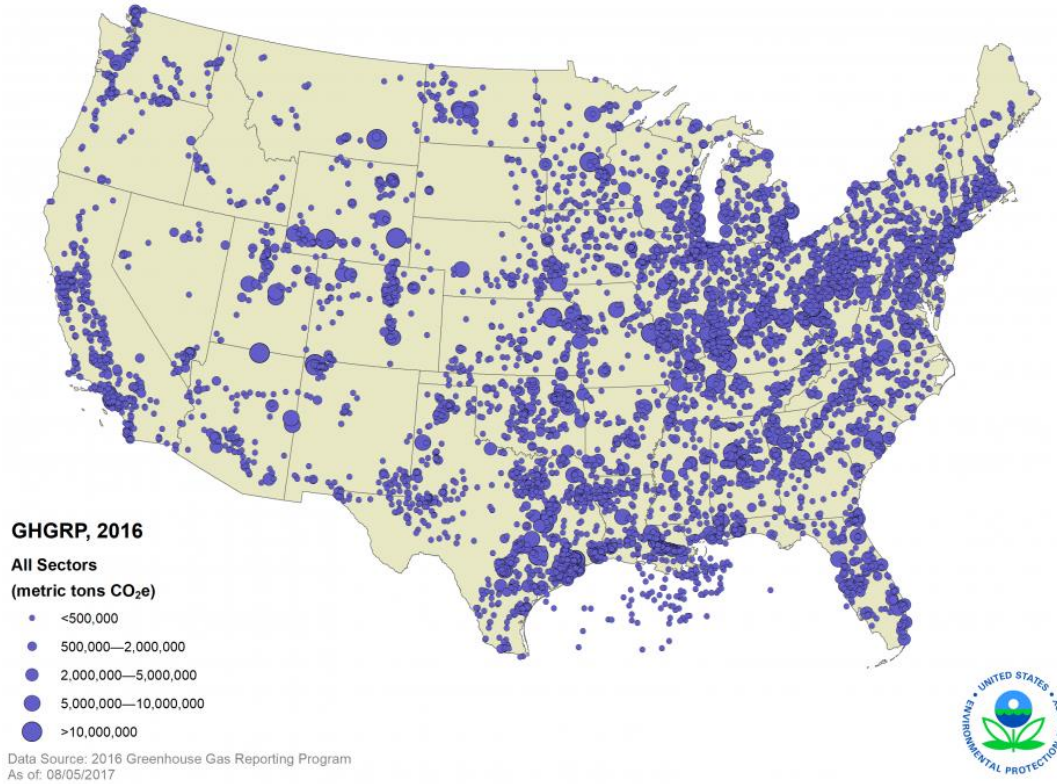 GHGRP, 2016
All Sectors
(metric tons CO₂e)
<500,000
500,000—2,000,000
2,000,000—5,000,000
5,000,000—10,000,000
>10,000,000
Data Source: 2016 Greenhouse Gas Reporting Program
As of: 08/05/2017
UNITED STATES
ENVIRONMENTAL PROTECTION